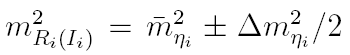 $m^2_{R_i(I_i)} \, = \, \bar{m}^2_{\eta_i} \pm \Delta m^2_{\eta_i}/2$